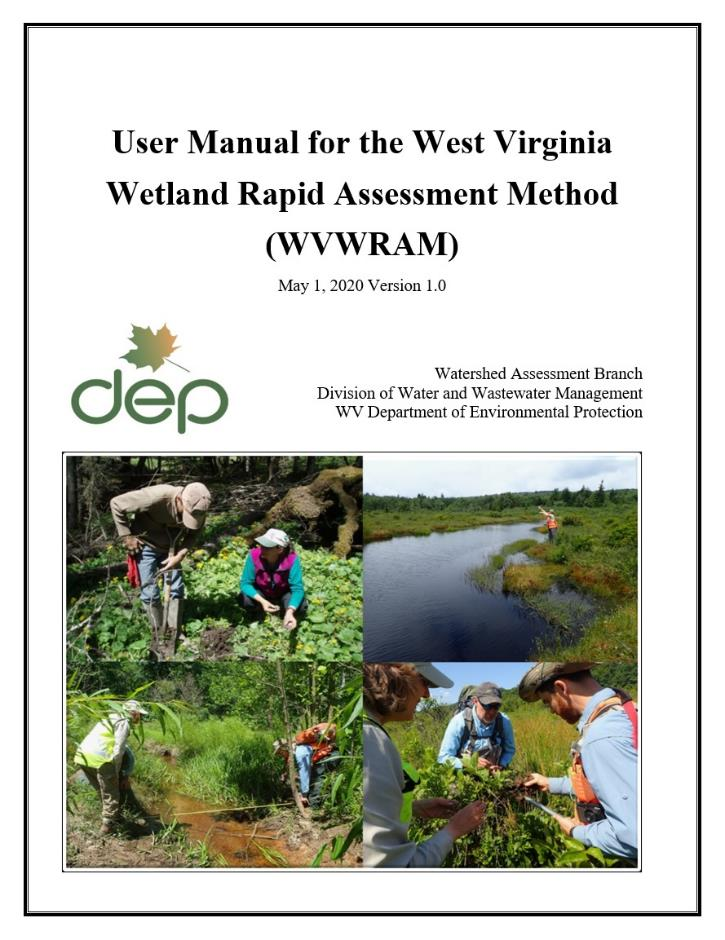 User Manual for the West Virginia
Wetland Rapid Assessment Method
(WVWRAM)
May 1, 2020 Version 1.0
dep
Watershed Assessment Branch
Division of Water and Wastewater Management
WV Department of Environmental Protection